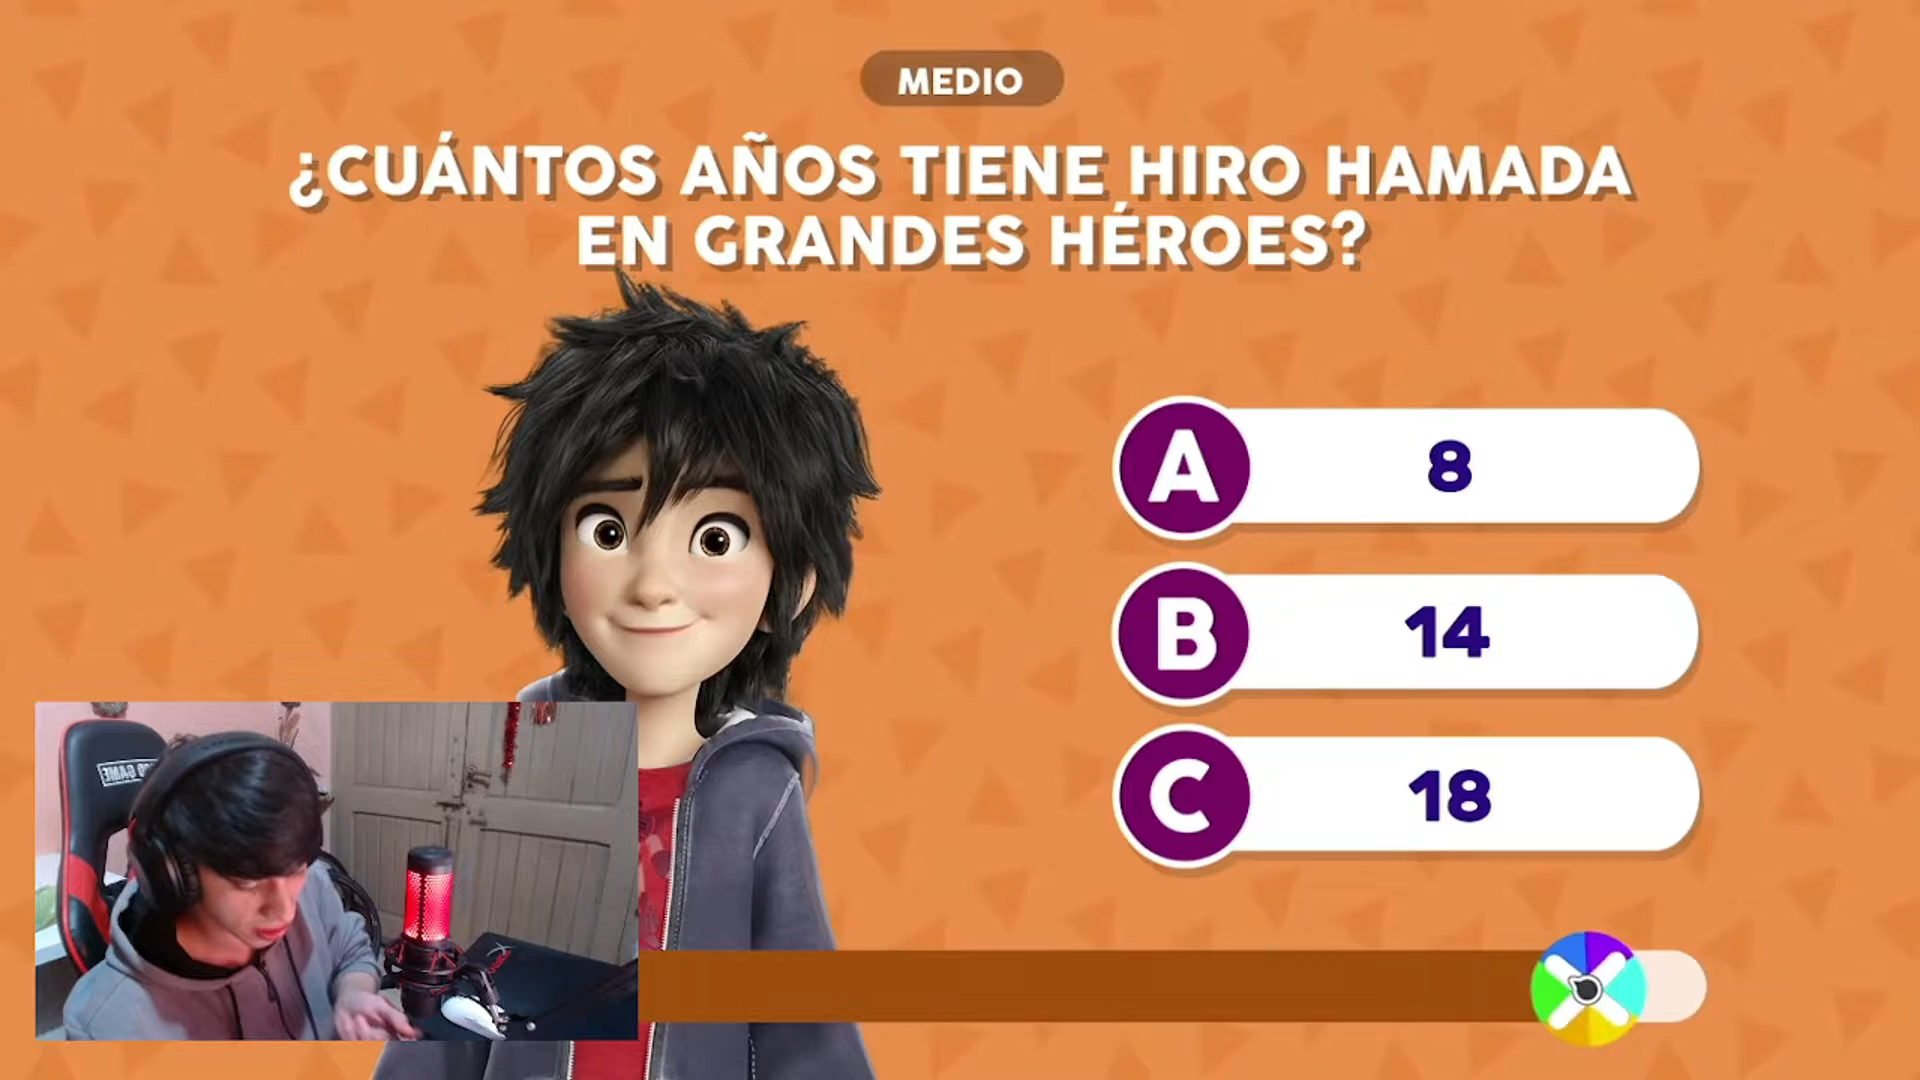 MEDIO
¿CUÁNTOS AÑOS TIENE HIRO HAMADA
EN GRANDES HÉROES?
A 8
B 14
C 18